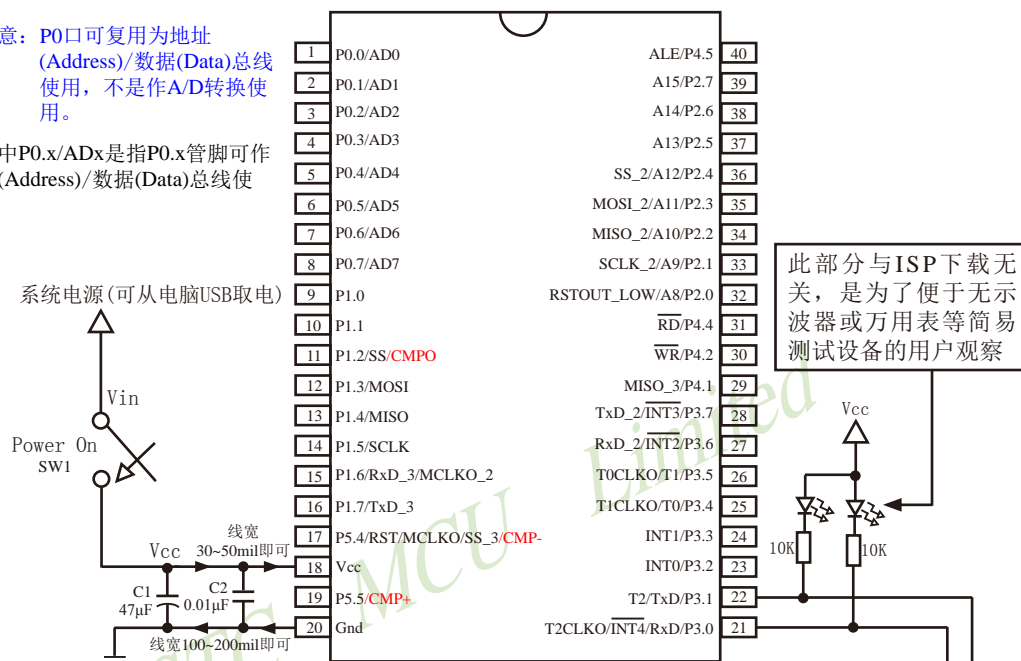 意：P0口可复用为地址
(Address)/数据(Data)总线
使用，不是作A/D转换使
用。
中P0.x/ADx是指P0.x管脚可作
(Address)/数据(Data)总线使
系统电源(可从电脑USB取电)
Vin
Power On
SW1
Vcc
线宽
30~50mil即可
C1
47μF
C2
0.01μF
线宽100~200mil即可
1 P0.0/AD0
2 P0.1/AD1
3 P0.2/AD2
4 P0.3/AD3
5 P0.4/AD4
6 P0.5/AD5
7 P0.6/AD6
8 P0.7/AD7
9 P1.0
10 P1.1
11 P1.2/SS/CMPO
12 P1.3/MOSI
13 P1.4/MISO
14 P1.5/SCLK
15 P1.6/RxD_3/MCLKO_2
16 P1.7/TxD_3
17 P5.4/RST/MCLKO/SS_3/CMP-
18 Vcc
19 P5.5/CMP+
20 Gnd
ALE/P4.5 40
A15/P2.7 39
A14/P2.6 38
A13/P2.5 37
SS_2/A12/P2.4 36
MOSI_2/A11/P2.3 35
MISO_2/A10/P2.2 34
SCLK_2/A9/P2.1 33
RSTOUT_LOW/A8/P2.0 32
RD/P4.4 31
WR/P4.2 30
MISO_3/P4.1 29
TxD_2/INT3/P3.7 28
RxD_2/INT2/P3.6 27
T0CLKO/T1/P3.5 26
T1CLKO/T0/P3.4 25
INT1/P3.3 24
INT0/P3.2 23
T2/TxD/P3.1 22
T2CLKO/INT4/RxD/P3.0 21
此部分与ISP下载无
关，是为了便于无示
波器或万用表等简易
测试设备的用户观察
Vcc
10K
10K
STC MCU Limited